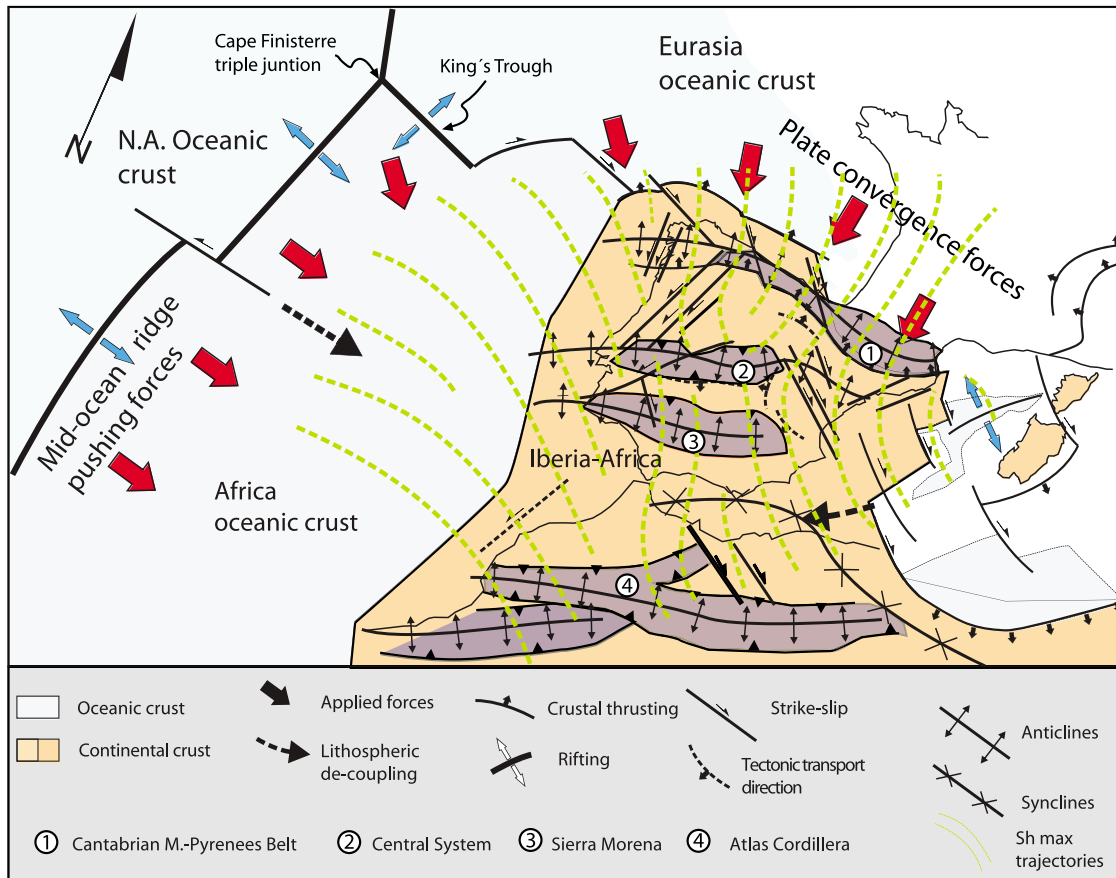 Cape Finisterre
triple juntion
King´s Trough
Eurasia
oceanic crust
N
N.A. Oceanic
crust
Plate convergence forces
Mid-ocean ridge
pushing forces
Africa
oceanic crust
Iberia-Africa
1
2
3
4
Oceanic crust
Continental crust
Applied forces
Lithospheric
de-coupling
Crustal thrusting
Rifting
Strike-slip
Tectonic transport
direction
Anticlines
Synclines
Sh max
trajectories
1 Cantabrian M.-Pyrenees Belt
2 Central System
3 Sierra Morena
4 Atlas Cordillera